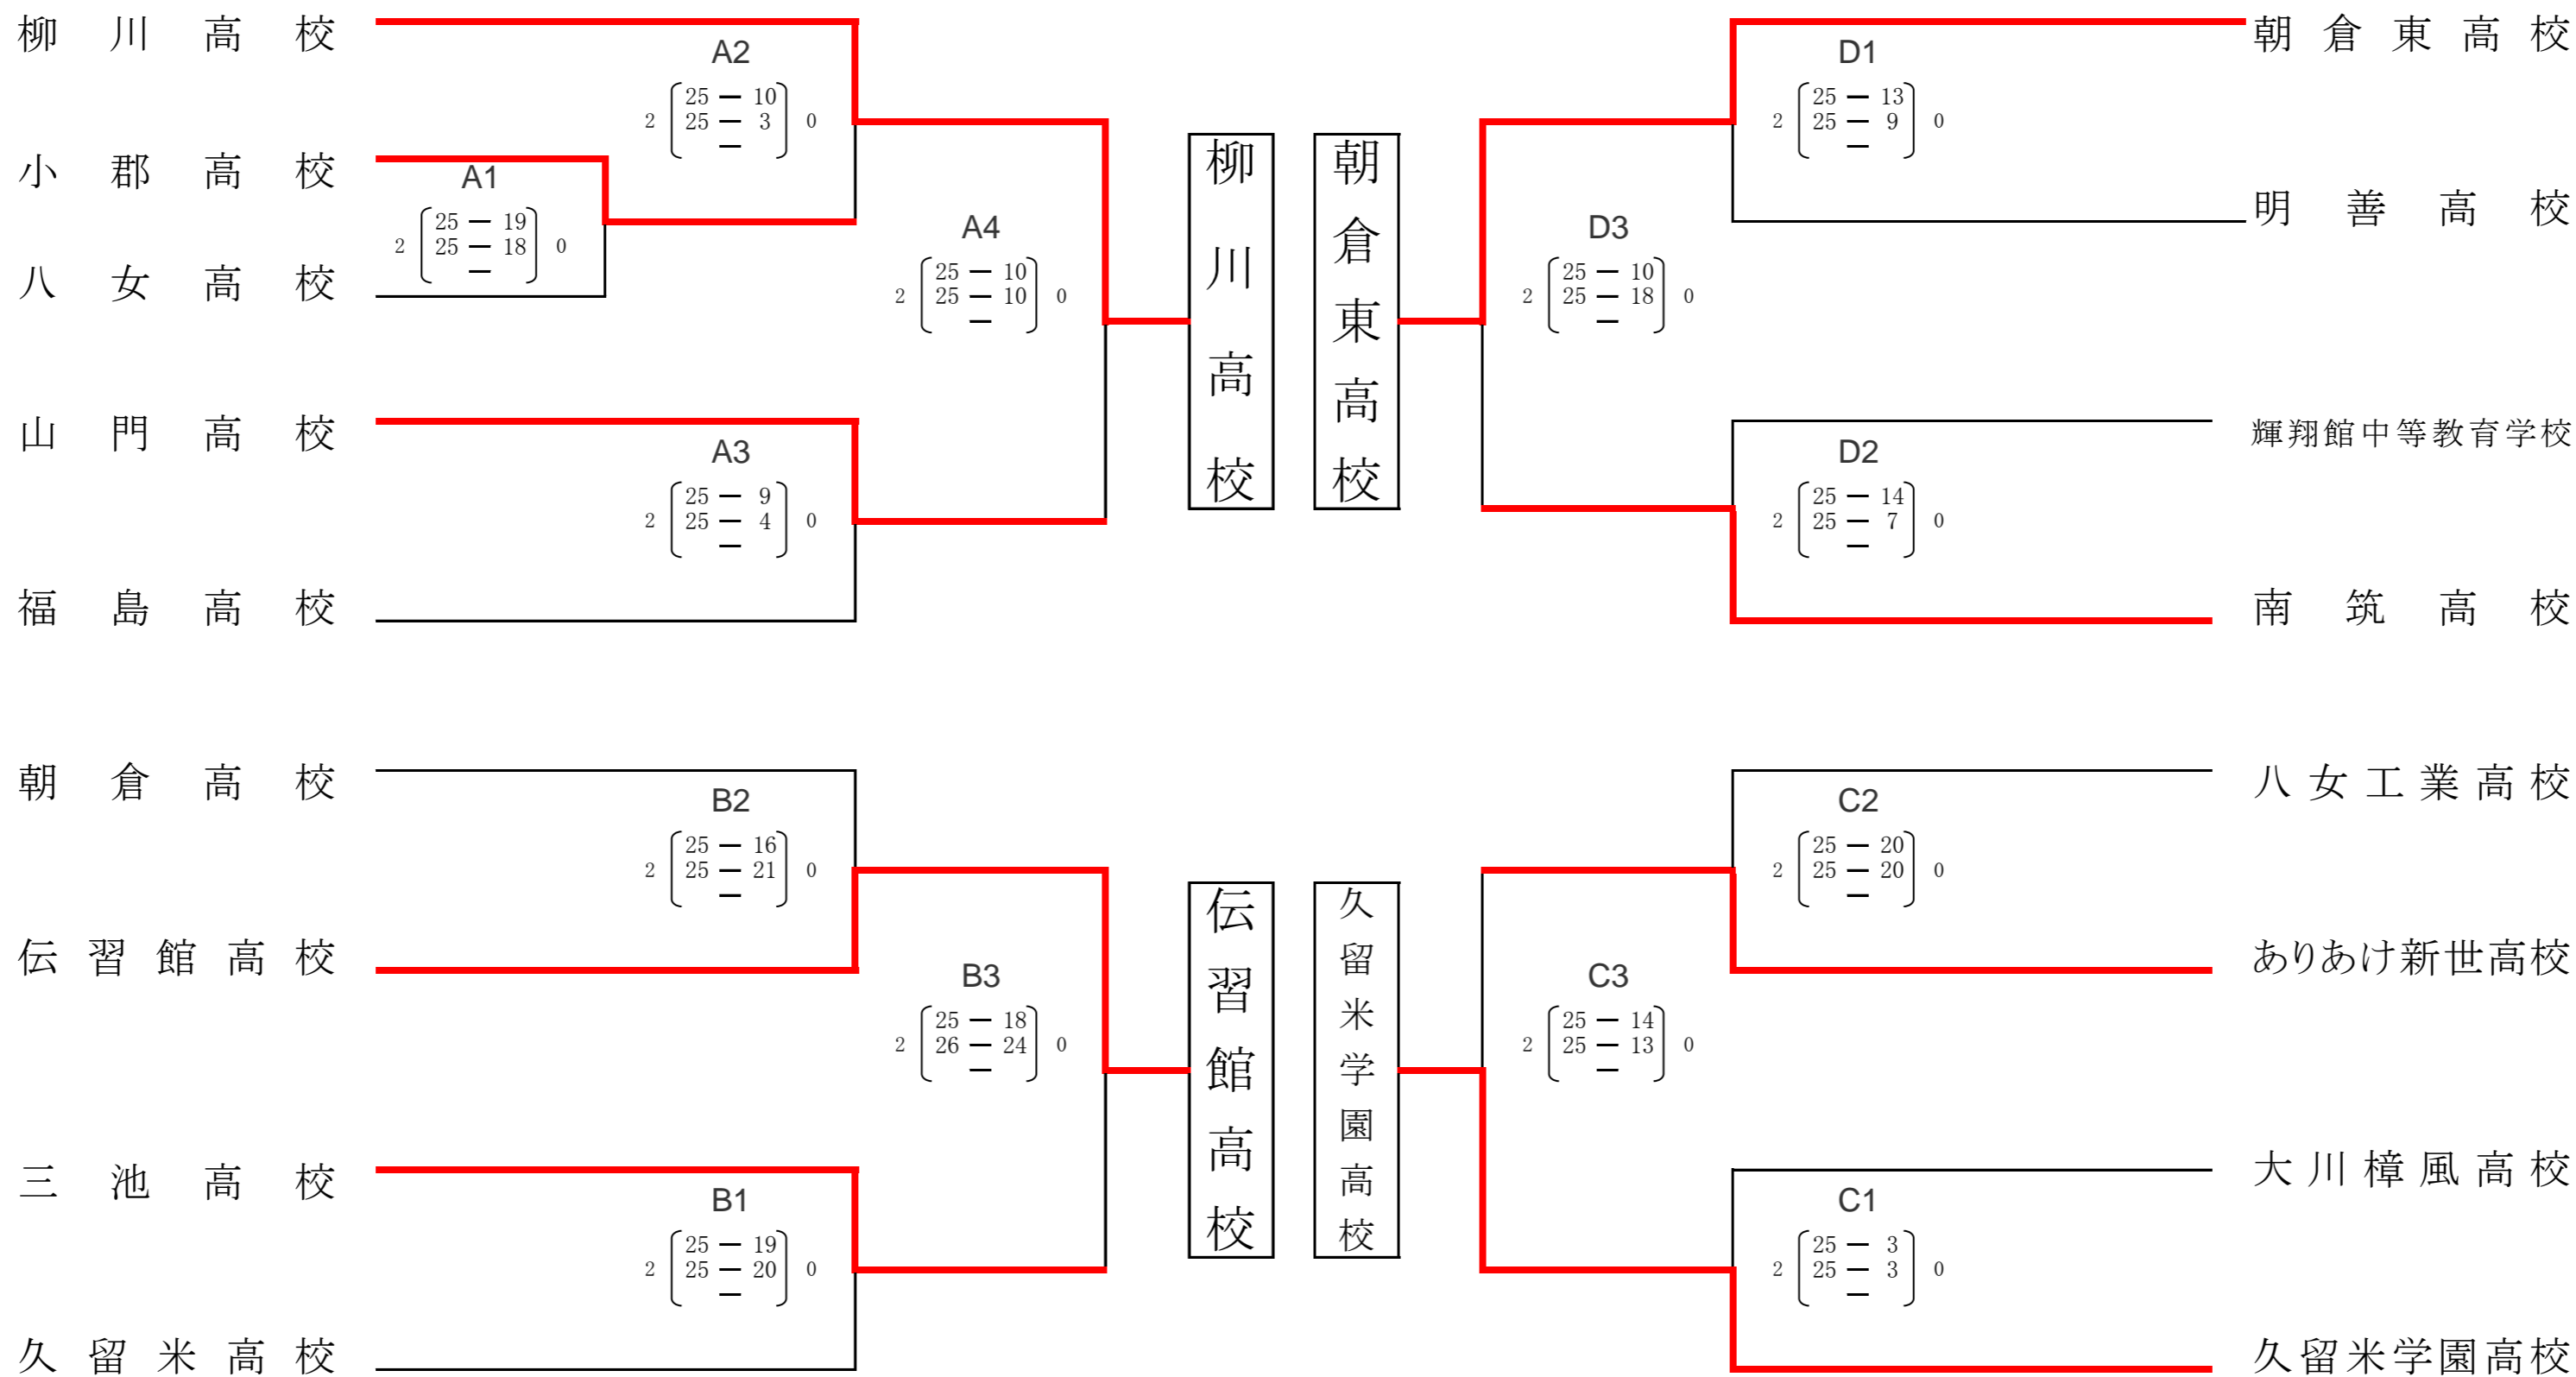 柳川高校
A2
25 — 10
2 25 — 3 0
—
小郡高校
A1
25 — 19
2 25 — 18 0
—
八女高校
A4
25 — 10
2 25 — 10 0
—
山門高校
A3
25 — 9
2 25 — 4 0
—
福島高校
柳川高校
朝倉高校
B2
25 — 16
2 25 — 21 0
—
伝習館高校
B3
25 — 18
2 26 — 24 0
—
三池高校
B1
25 — 19
2 25 — 20 0
—
久留米高校
伝習館高校
朝倉東高校
D1
25 — 13
2 25 — 9 0
—
朝倉東高校
明善高校
D3
25 — 10
2 25 — 18 0
—
輝翔館中等教育学校
D2
25 — 14
2 25 — 7 0
—
南筑高校
久留米学園高校
八女工業高校
C2
25 — 20
2 25 — 20 0
—
ありあけ新世高校
C3
25 — 14
2 25 — 13 0
—
大川樟風高校
C1
25 — 3
2 25 — 3 0
—
久留米学園高校